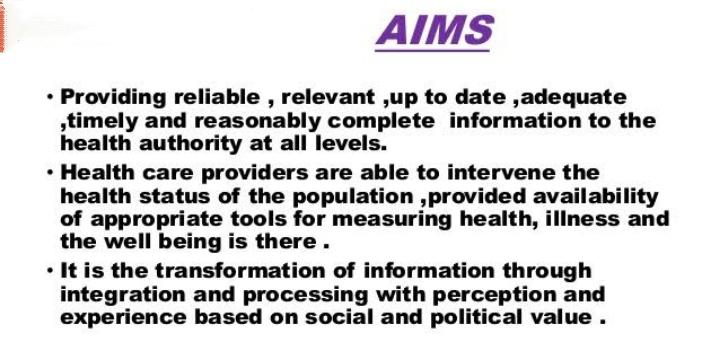 AIMS
• Providing reliable , relevant ,up to date ,adequate
,timely and reasonably complete information to the
health authority at all levels.
• Health care providers are able to intervene the
health status of the population ,provided availability
of appropriate tools for measuring health, illness and
the well being is there .
• It is the transformation of information through
integration and processing with perception and
experience based on social and political value .